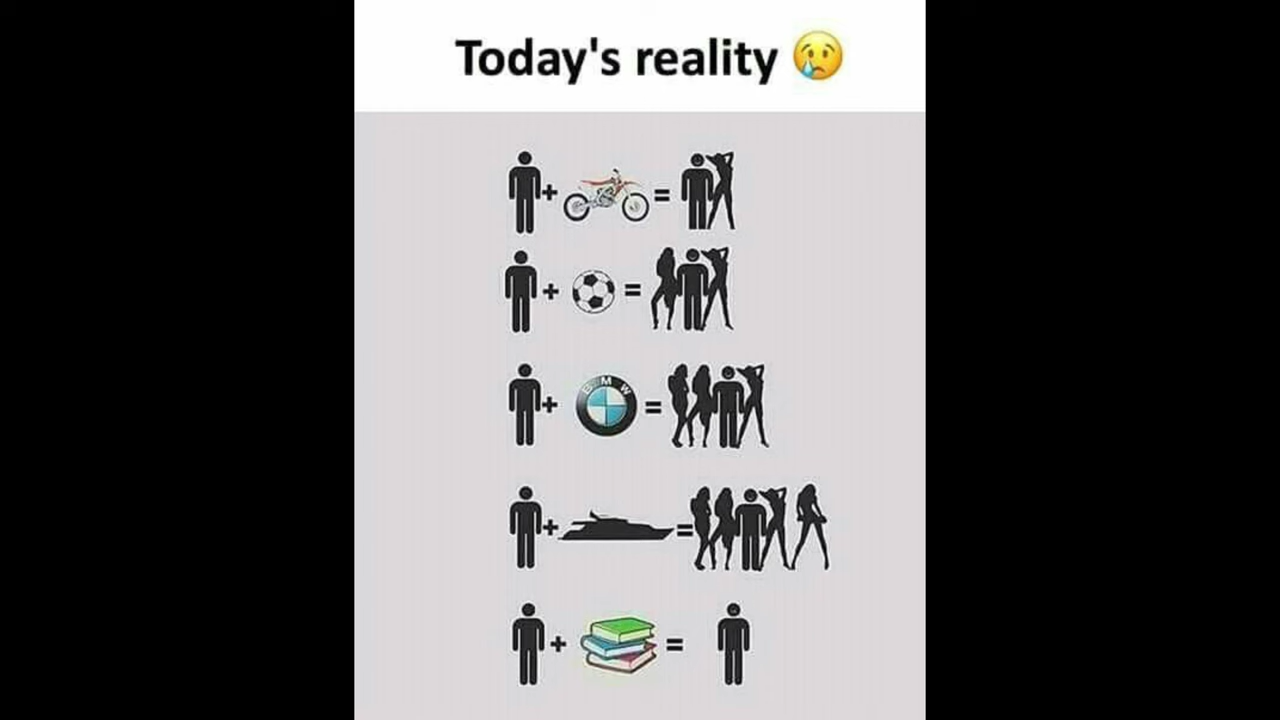 Today's reality 😢
+ =
+ =
+ BMW =
+ =
+ =